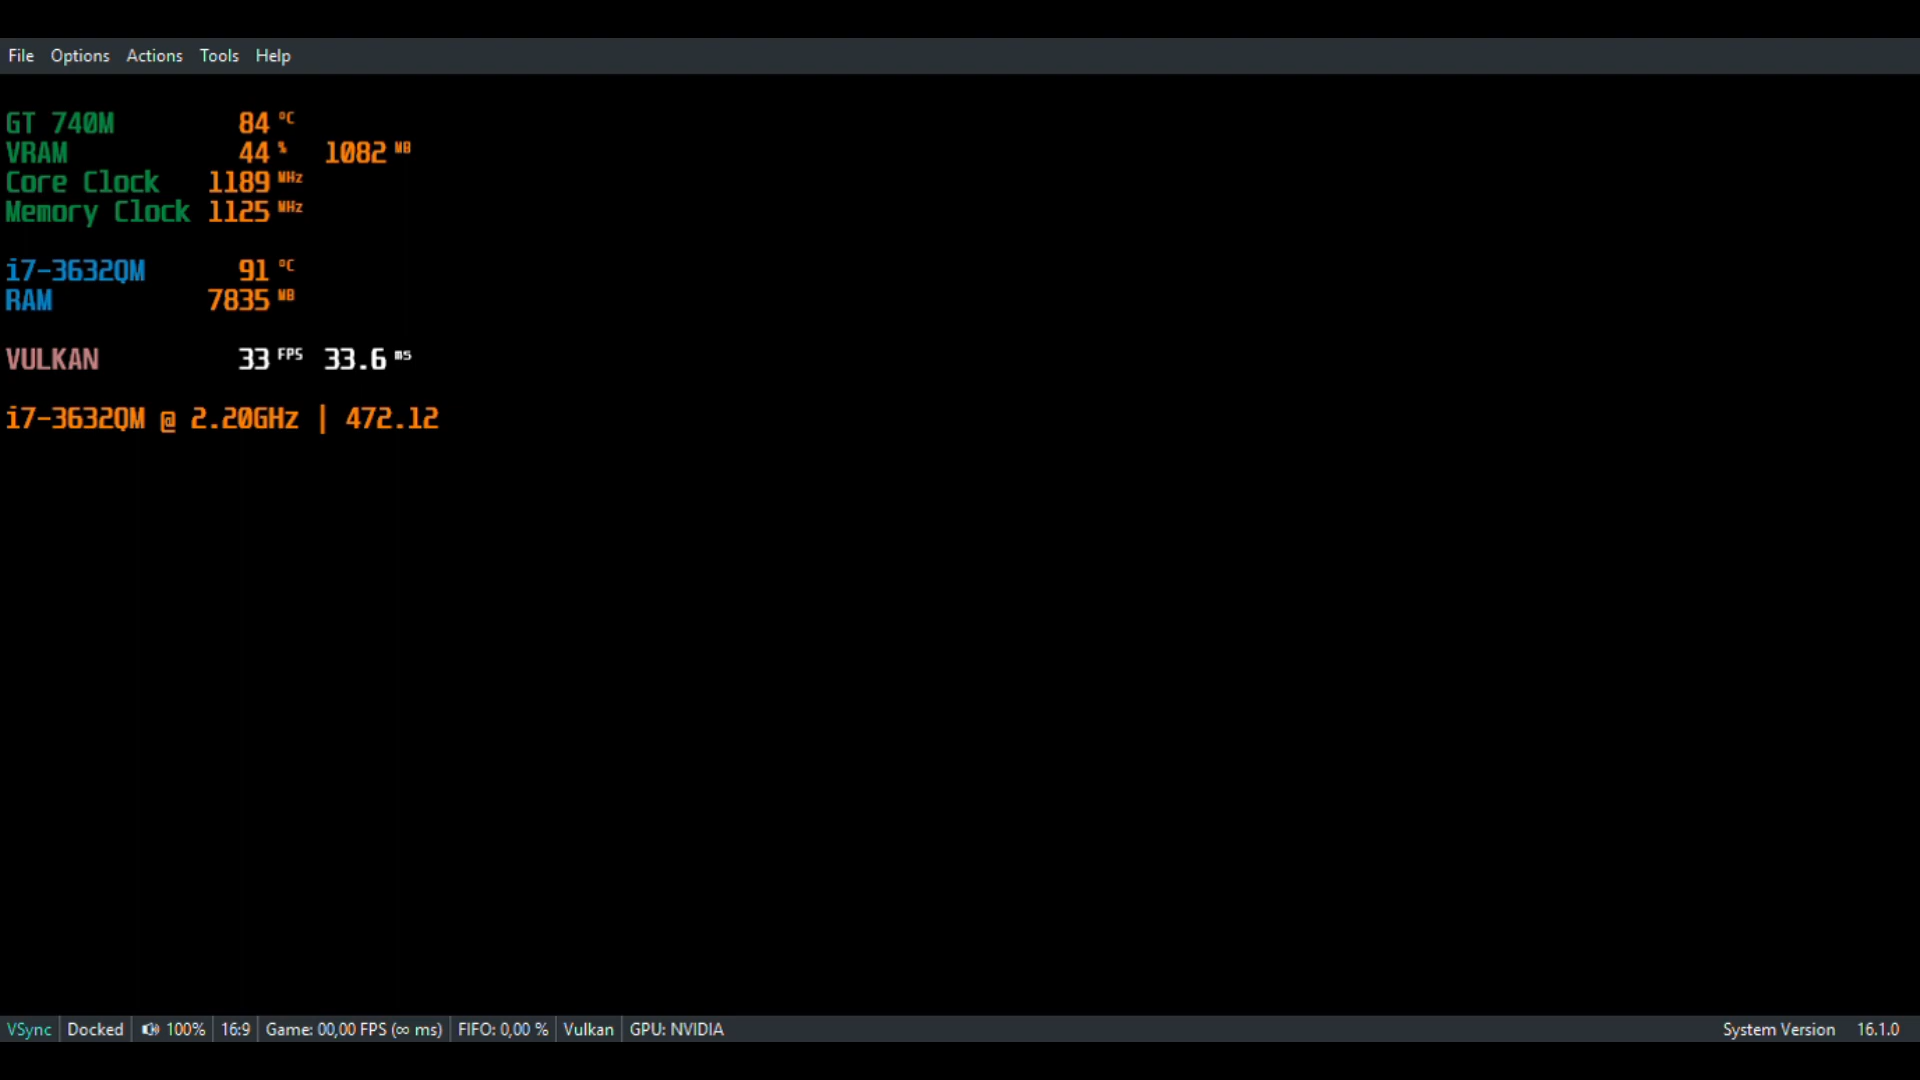 File Options Actions Tools Help
GT 740M 84 °C
VRAM 44 % 1082 MB
Core Clock 1189 MHz
Memory Clock 1125 MHz
i7-3632QM 91 °C
RAM 7835 MB
VULKAN 33 FPS 33.6 ms
i7-3632QM @ 2.20GHz | 472.12
VSync Docked 100% 16:9 Game: 00,00 FPS (∞ ms) FIFO: 0,00 % Vulkan GPU: NVIDIA System Version 16.1.0